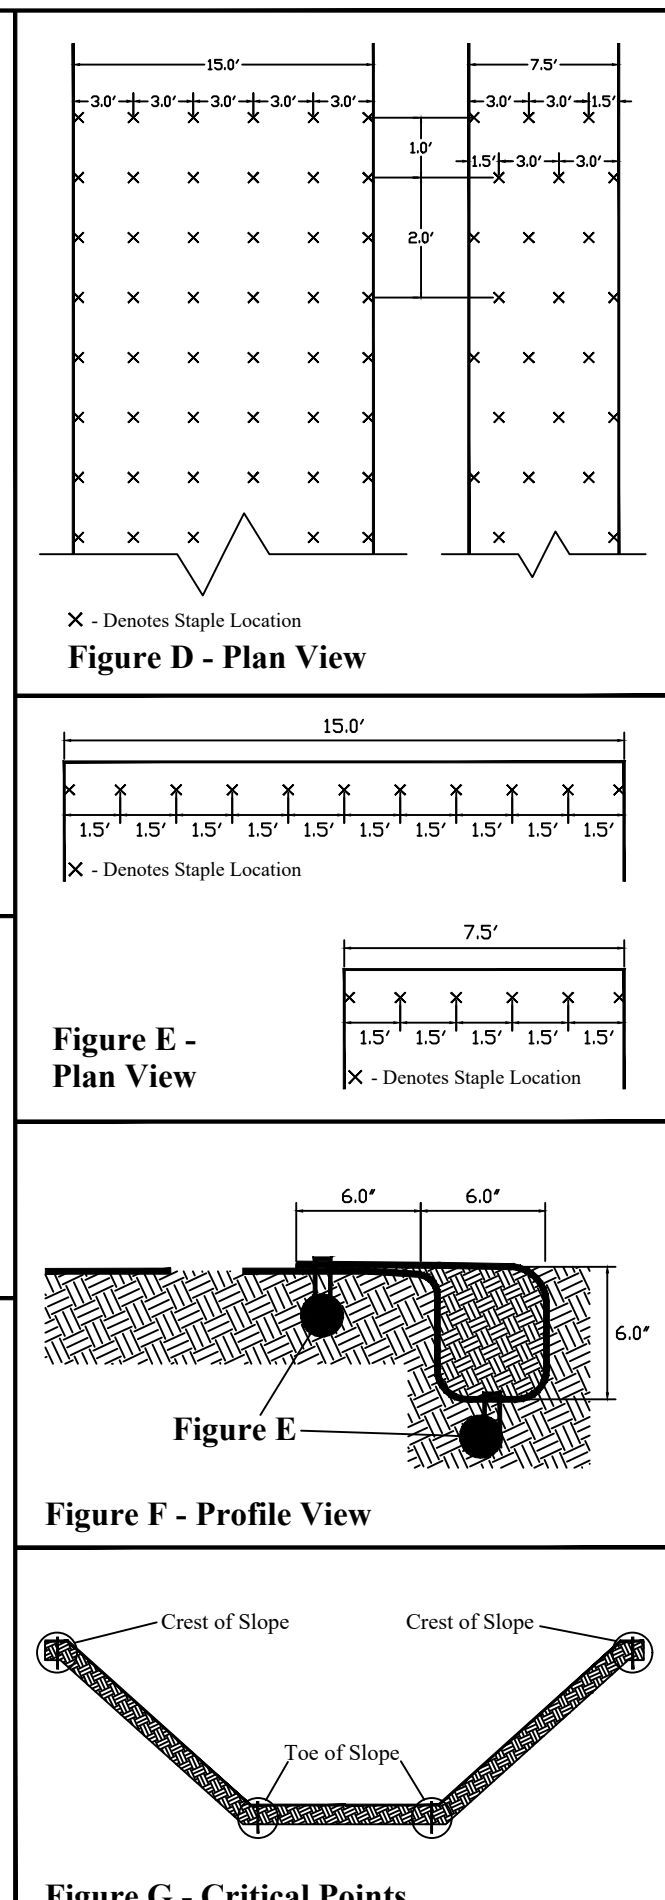 15.0' 7.5'
3.0' 3.0' 3.0' 3.0' 3.0' 3.0' 3.0' 1.5'
1.0'
1.5' 3.0' 3.0'
2.0'
X - Denotes Staple Location
Figure D - Plan View
15.0'
1.5' 1.5' 1.5' 1.5' 1.5' 1.5' 1.5' 1.5' 1.5' 1.5'
X - Denotes Staple Location
7.5'
1.5' 1.5' 1.5' 1.5' 1.5'
Figure E -
Plan View
X - Denotes Staple Location
6.0" 6.0"
6.0"
Figure E
Figure F - Profile View
Crest of Slope Crest of Slope
Toe of Slope
Figure G - Critical Points